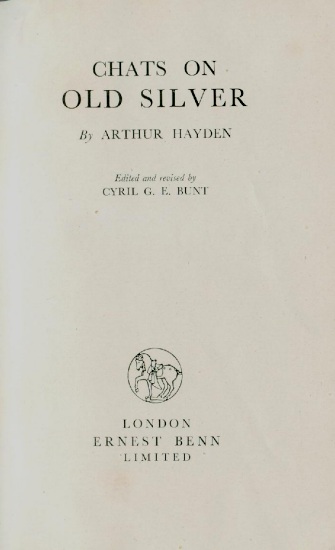 CHATS ON
OLD SILVER
By ARTHUR HAYDEN
Edited and revised by
CYRIL G. E. BUNT
LONDON
ERNEST BENN
LIMITED